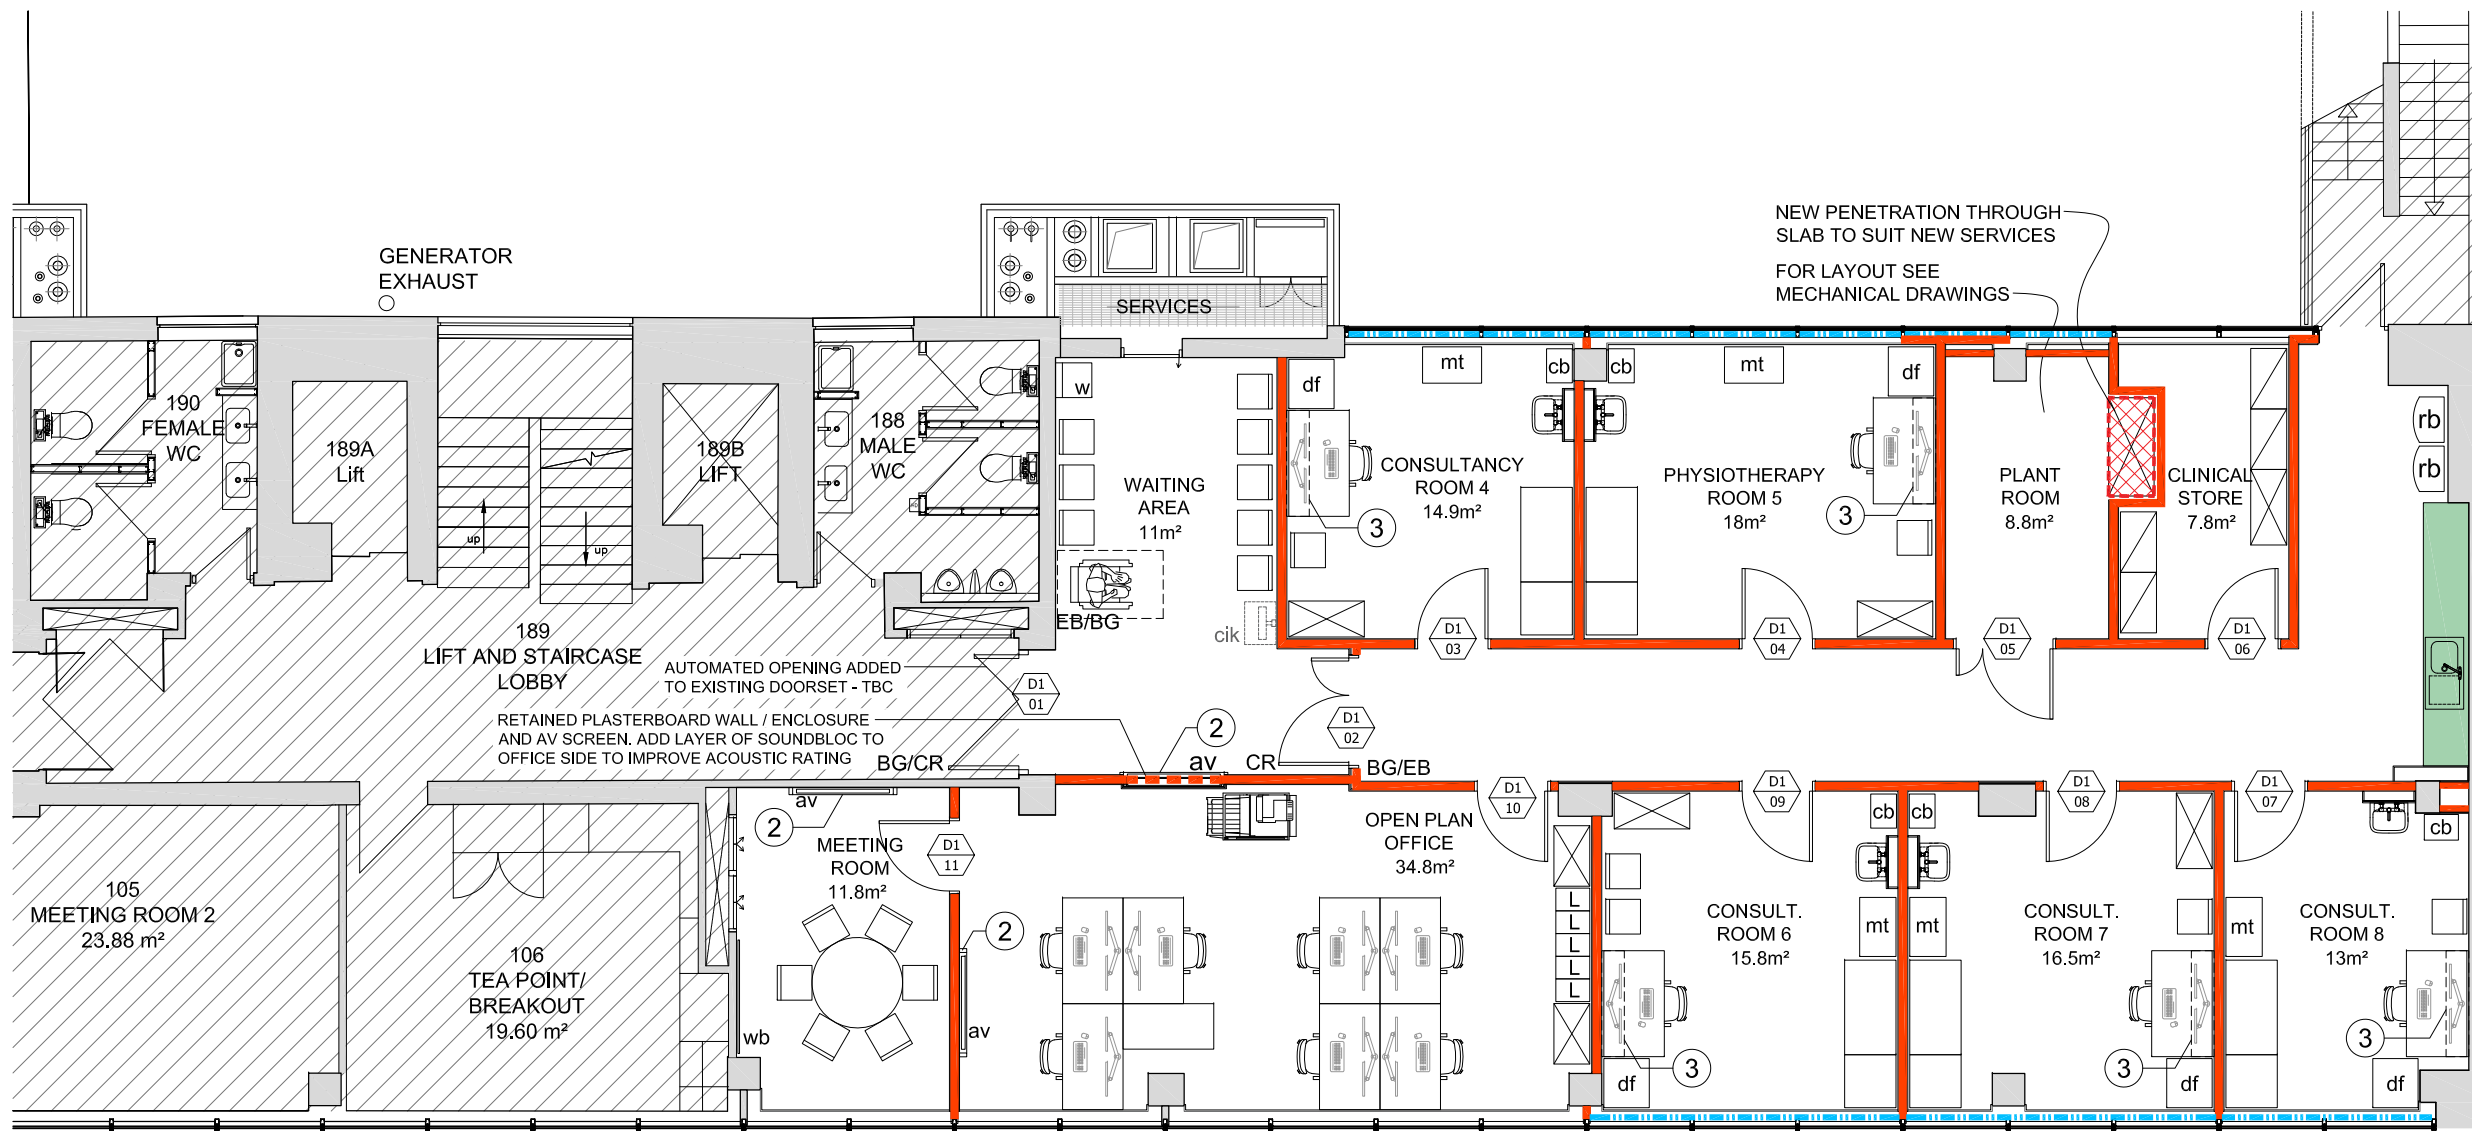 GENERATOR
EXHAUST
SERVICES
NEW PENETRATION THROUGH
SLAB TO SUIT NEW SERVICES
FOR LAYOUT SEE
MECHANICAL DRAWINGS
190
FEMALE
WC
189A
Lift
up
up
189B
LIFT
188
MALE
WC
w
WAITING
AREA
11m²
EB/BG
cik
df
mt
cb
CONSULTANCY
ROOM 4
14.9m²
3
cb
mt
df
PHYSIOTHERAPY
ROOM 5
18m²
3
PLANT
ROOM
8.8m²
CLINICAL
STORE
7.8m²
rb
rb
189
LIFT AND STAIRCASE
LOBBY
AUTOMATED OPENING ADDED
TO EXISTING DOORSET - TBC
RETAINED PLASTERBOARD WALL / ENCLOSURE
AND AV SCREEN. ADD LAYER OF SOUNDBLOC TO
OFFICE SIDE TO IMPROVE ACOUSTIC RATING
BG/CR
D1
01
2
av
CR
BG/EB
D1
02
D1
03
D1
04
D1
05
D1
06
D1
10
D1
09
D1
08
D1
07
105
MEETING ROOM 2
23.88 m²
106
TEA POINT/
BREAKOUT
19.60 m²
av
2
MEETING
ROOM
11.8m²
D1
11
wb
2
av
OPEN PLAN
OFFICE
34.8m²
L
L
L
L
L
CONSULT.
ROOM 6
15.8m²
cb
mt
3
df
cb
mt
CONSULT.
ROOM 7
16.5m²
3
df
mt
CONSULT.
ROOM 8
13m²
cb
3
df